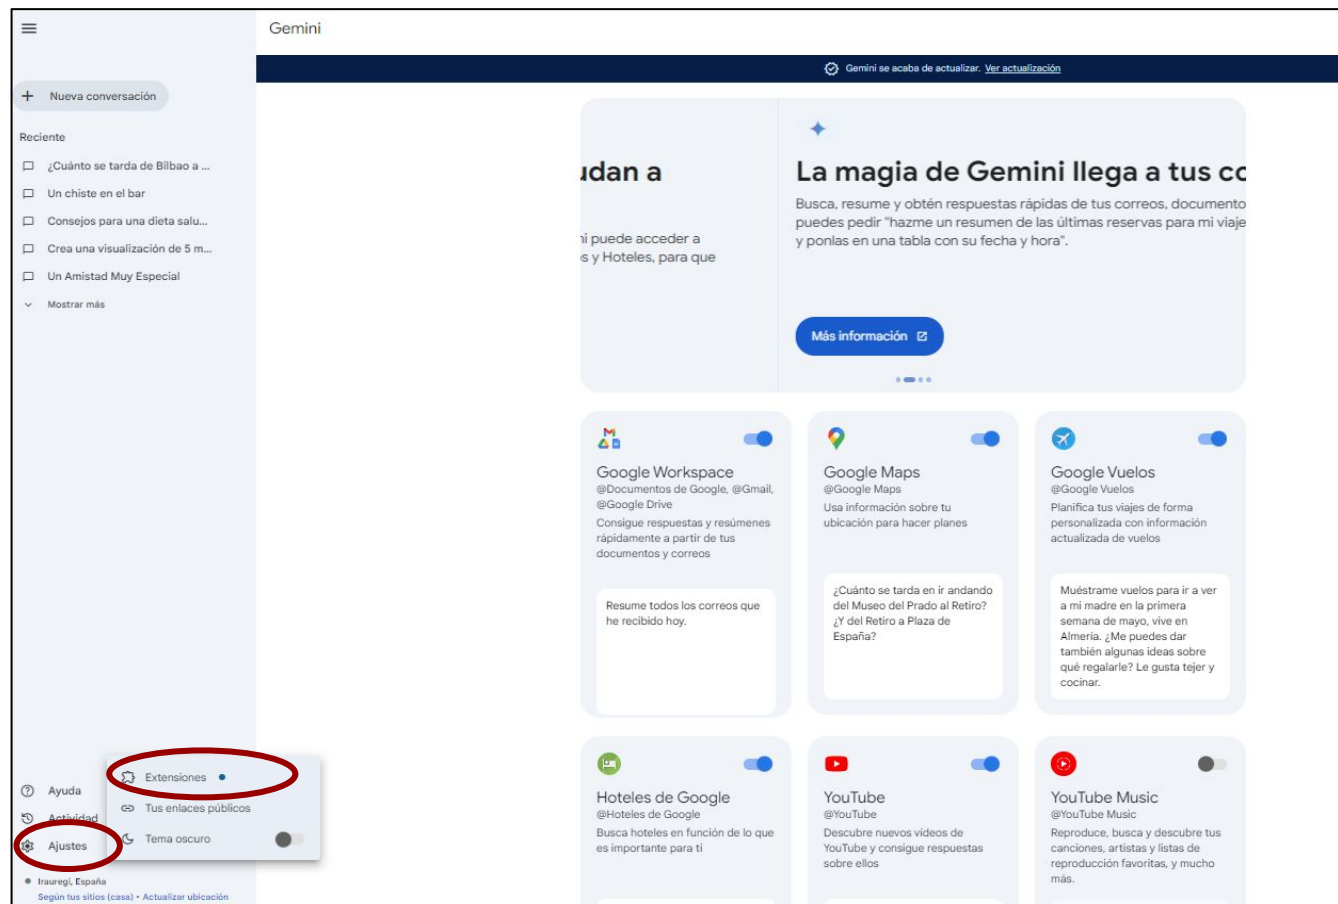 Gemini
Gemini se acaba de actualizar. Ver actualización
Nueva conversación
Reciente
¿Cuánto se tarda de Bilbao a ...
Un chiste en el bar
Consejos para una dieta salu...
Crea una visualización de 5 m...
Un Amistad Muy Especial
Mostrar más
Ayuda
Actividad
Ajustes
Extensiones
Tus enlaces públicos
Tema oscuro
Irauregi, España
Según tus sitios (casa) • Actualizar ubicación
udan a
ni puede acceder a
s y Hoteles, para que
La magia de Gemini llega a tus co
Busca, resume y obtén respuestas rápidas de tus correos, documento
puedes pedir "hazme un resumen de las últimas reservas para mi viaje
y ponlas en una tabla con su fecha y hora".
Más información
Google Workspace
@Documentos de Google, @Gmail,
@Google Drive
Consigue respuestas y resúmenes
rápidamente a partir de tus
documentos y correos
Resume todos los correos que
he recibido hoy.
Google Maps
@Google Maps
Usa información sobre tu
ubicación para hacer planes
¿Cuánto se tarda en ir andando
del Museo del Prado al Retiro?
¿Y del Retiro a Plaza de
España?
Google Vuelos
@Google Vuelos
Planifica tus viajes de forma
personalizada con información
actualizada de vuelos
Muéstrame vuelos para ir a ver
a mi madre en la primera
semana de mayo, vive en
Almería. ¿Me puedes dar
también algunas ideas sobre
qué regalarle? Le gusta tejer y
cocinar.
Hoteles de Google
@Hoteles de Google
Busca hoteles en función de lo que
es importante para ti
YouTube
@YouTube
Descubre nuevos vídeos de
YouTube y consigue respuestas
sobre ellos
YouTube Music
@YouTube Music
Reproduce, busca y descubre tus
canciones, artistas y listas de
reproducción favoritas, y mucho
más.